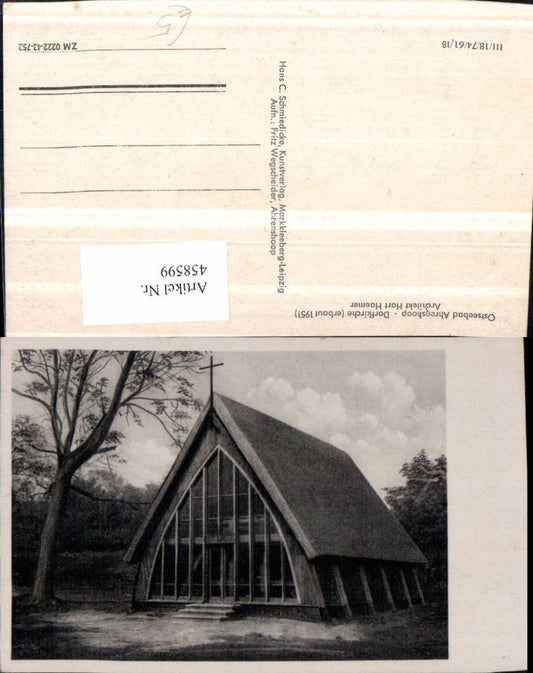 III/18/74/61/18
ZM 0222-43-752
Hans C. Schmiedicke, Kunstverlag, Markkleeberg-Leipzig
Aufn.: Fritz Wegscheider, Ahrenshoop
Artikel Nr.
458599
Ostseebad Ahrenshoop - Dorfkirche (erbaut 1951)
Architekt Hart Haemer